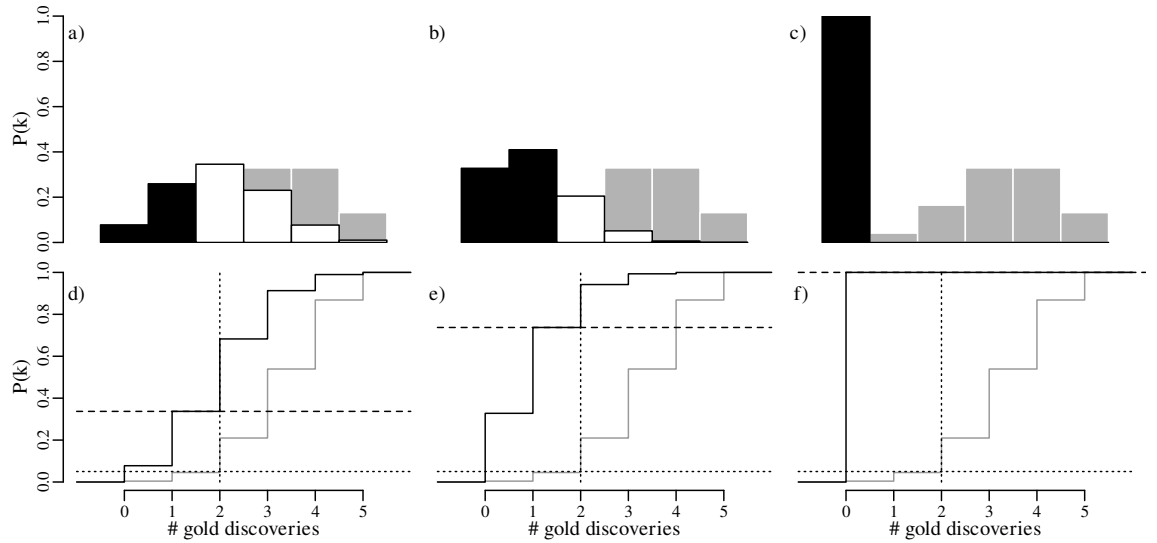 a) b) c)
P(k)
0.0 0.2 0.4 0.6 0.8 1.0
d) e) f)
P(k)
0.0 0.2 0.4 0.6 0.8 1.0
0 1 2 3 4 5 0 1 2 3 4 5 0 1 2 3 4 5
# gold discoveries # gold discoveries # gold discoveries